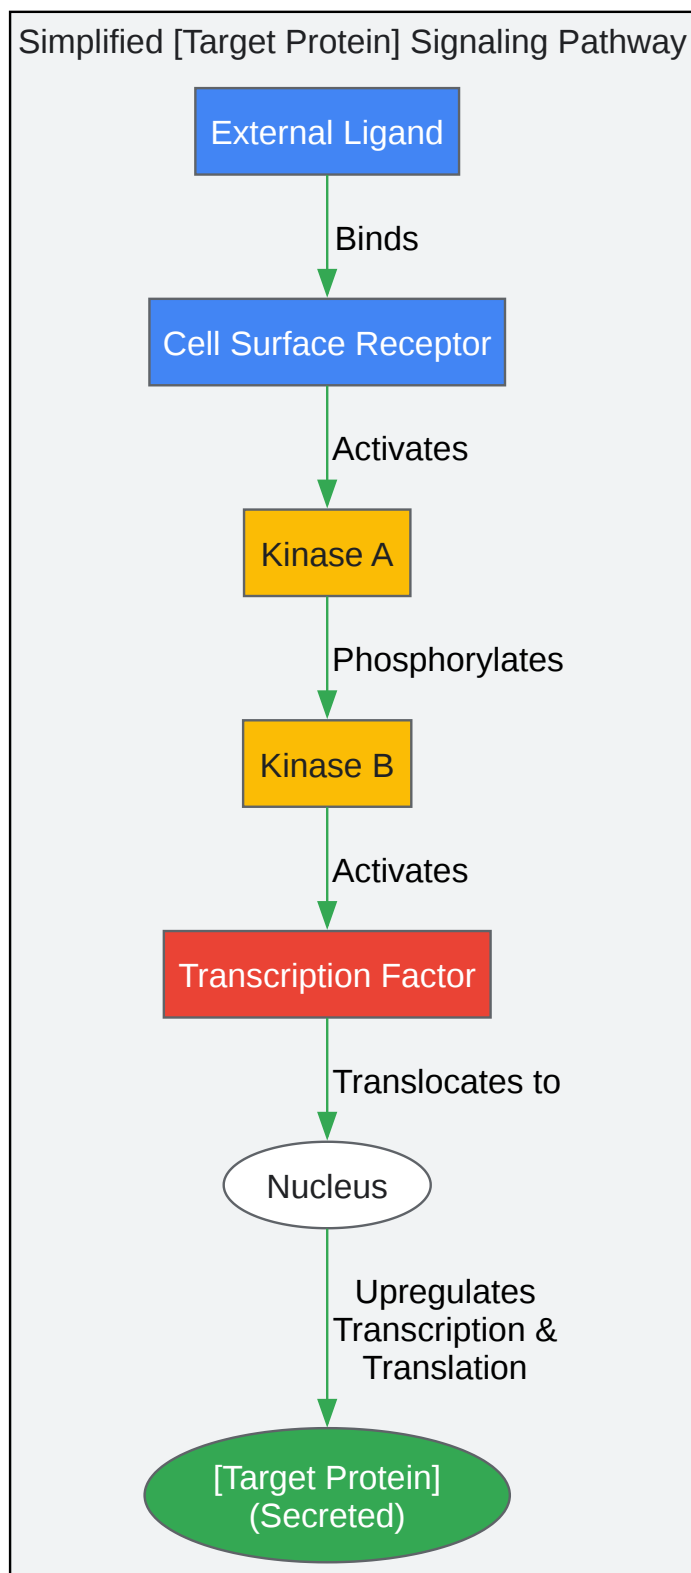 Simplified [Target Protein] Signaling Pathway
External Ligand
Binds
Cell Surface Receptor
Activates
Kinase A
Phosphorylates
Kinase B
Activates
Transcription Factor
Translocates to
Nucleus
Upregulates
Transcription &
Translation
[Target Protein]
(Secreted)